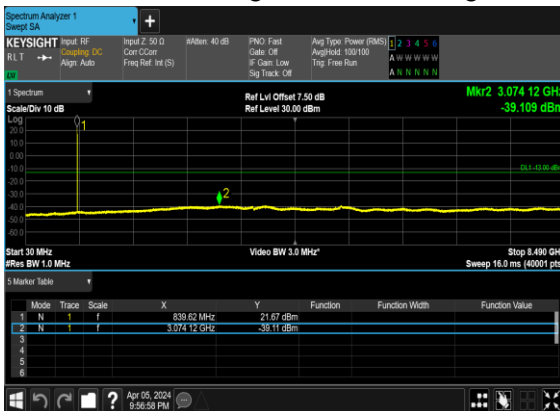 Spectrum Analyzer 1
Swept SA
KEYSIGHT Input: RF Input Z: 50 Ω #Atten: 40 dB PNO: Fast Avg Type: Power (RMS) 1 2 3 4 5 6
RLT Coupling: DC Corr CCorr Gate: Off Avg|Hold: 100/100 A W W W W W
Align: Auto Freq Ref: Int (S) IF Gain: Low Trig: Free Run
Sig Track: Off A N N N N N
LXI
1 Spectrum Ref Lvl Offset 7.50 dB Mkr2 3.074 12 GHz
Scale/Div 10 dB Ref Level 30.00 dBm -39.109 dBm
Log
20.0 1
10.0
0.00
-10.0 DL1 -13.00 dBm
-20.0
-30.0 2
-40.0
-50.0
-60.0
Start 30 MHz Video BW 3.0 MHz* Stop 8.490 GHz
#Res BW 1.0 MHz Sweep 16.0 ms (40001 pts
5 Marker Table
Mode Trace Scale X Y Function Function Width Function Value
1 N 1 f 839.62 MHz 21.67 dBm
2 N 1 f 3.074 12 GHz -39.11 dBm
3
4
5
6
Apr 05, 2024
9:56:58 PM